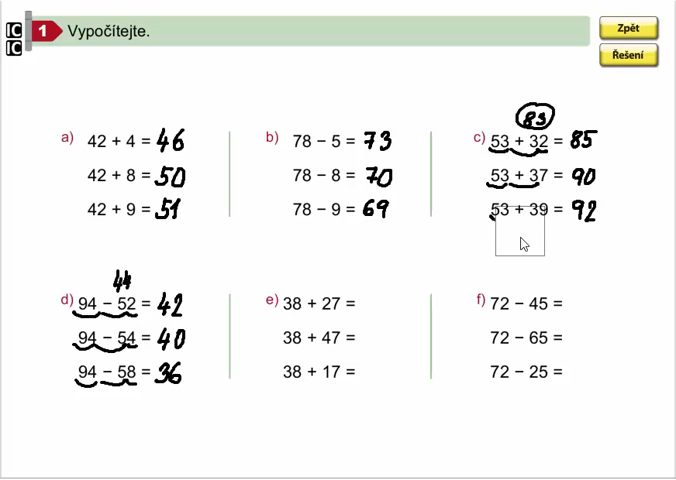 IC
IC
1 Vypočítejte.
Zpět
Řešení
83
a) 42 + 4 = 46
b) 78 − 5 = 73
c) 53 + 32 = 85
42 + 8 = 50
78 − 8 = 70
53 + 37 = 90
42 + 9 = 51
78 − 9 = 69
53 + 39 = 92
44
d) 94 − 52 = 42
e) 38 + 27 =
f) 72 − 45 =
94 − 54 = 40
38 + 47 =
72 − 65 =
94 − 58 = 36
38 + 17 =
72 − 25 =